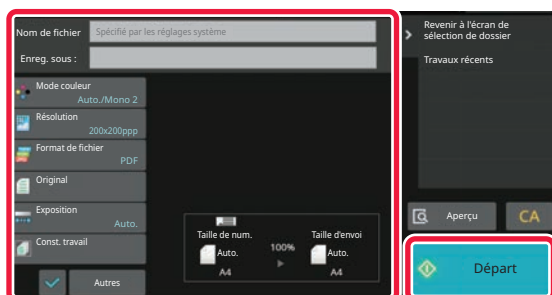 Nom de fichier
Spécifié par les réglages système
Enreg. sous :
Mode couleur
Auto./Mono 2
Résolution
200x200ppp
Format de fichier
PDF
Original
Exposition
Auto.
Const. travail
Autres
Taille de num.
Auto.
A4
100%
Taille d'envoi
Auto.
A4
Revenir à l'écran de
sélection de dossier
Travaux récents
Aperçu
CA
Départ